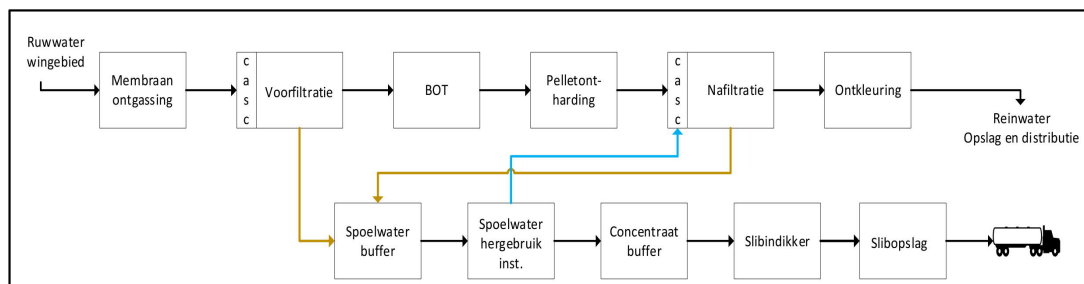 Ruwwater
wingebied
Membraan
ontgassing
c
a
s
c
Voorfiltratie
BOT
Pelletont-
harding
c
a
s
c
Nafiltratie
Ontkleuring
Reinwater
Opslag en distributie
Spoelwater
buffer
Spoelwater
hergebruik
inst.
Concentraat
buffer
Slibindikker
Slibopslag